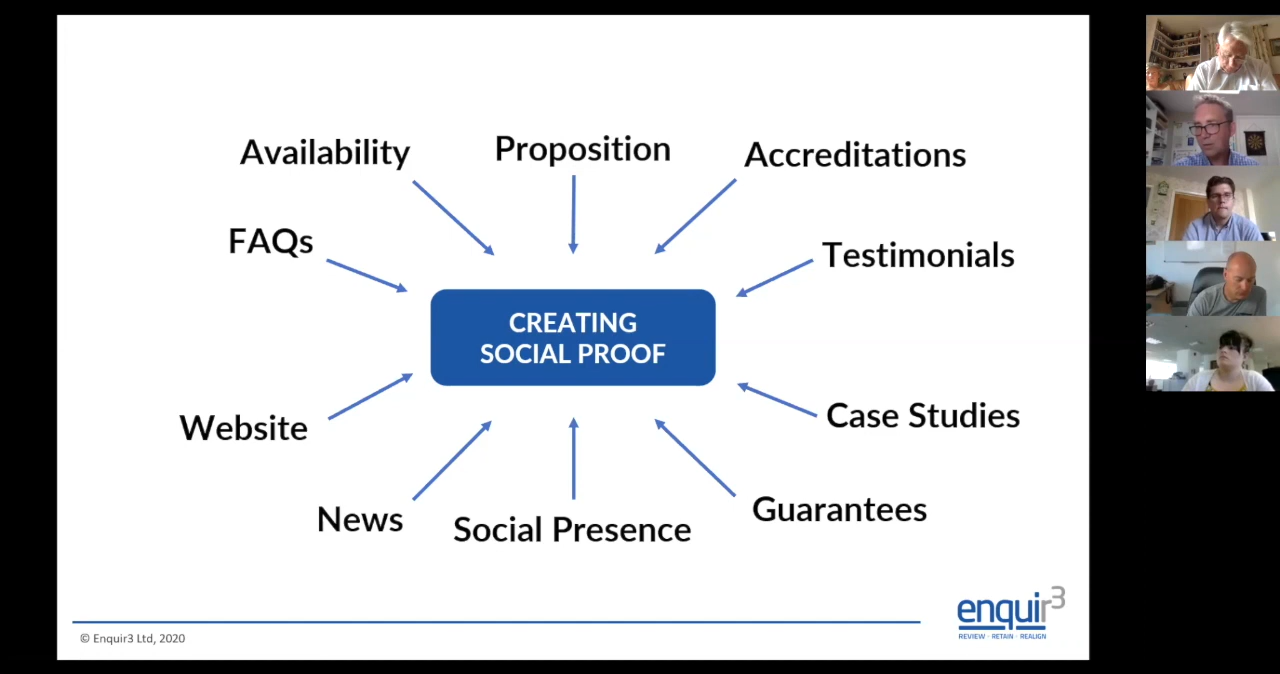 Availability
Proposition
Accreditations
FAQs
Testimonials
CREATING
SOCIAL PROOF
Website
Case Studies
News
Social Presence
Guarantees
enquir3
REVIEW · RETAIN · REALIGN
© Enquir3 Ltd, 2020